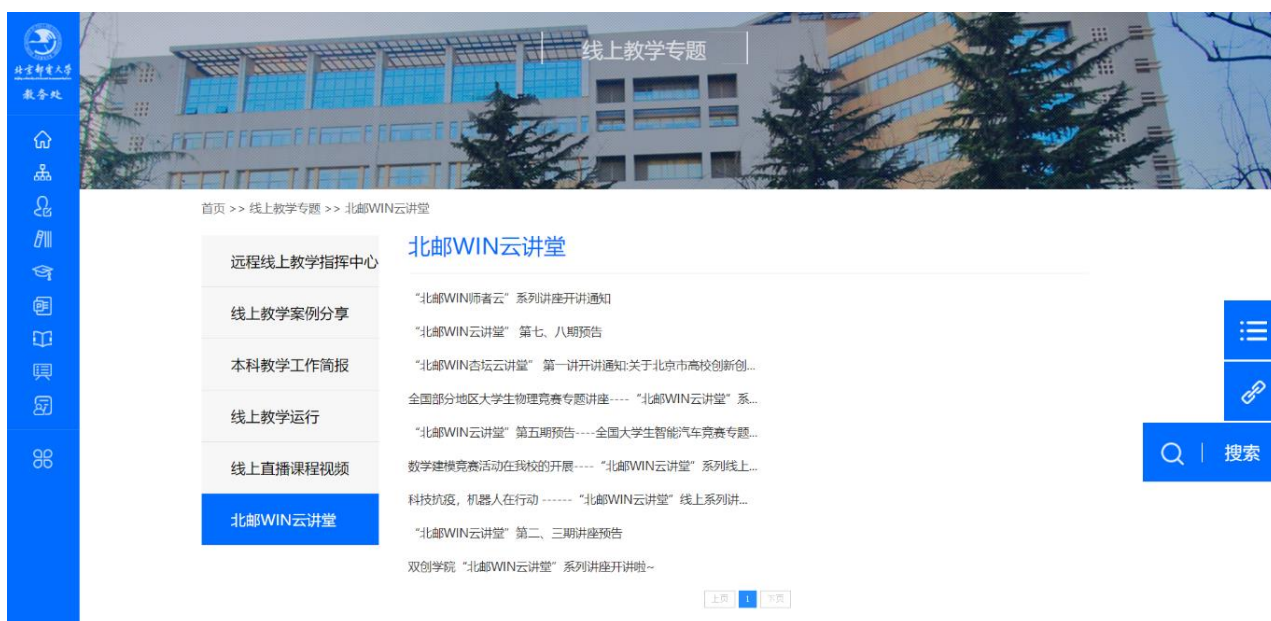 北京邮电大学
教务处
线上教学专题
首页 >> 线上教学专题 >> 北邮WIN云讲堂
远程线上教学指挥中心
线上教学案例分享
本科教学工作简报
线上教学运行
线上直播课程视频
北邮WIN云讲堂
北邮WIN云讲堂
“北邮WIN师者云”系列讲座开讲通知
“北邮WIN云讲堂” 第七、八期预告
“北邮WIN杏坛云讲堂” 第一讲开讲通知:关于北京市高校创新创...
全国部分地区大学生物理竞赛专题讲座----“北邮WIN云讲堂”系...
“北邮WIN云讲堂”第五期预告----全国大学生智能汽车竞赛专题...
数学建模竞赛活动在我校的开展----“北邮WIN云讲堂”系列线上...
科技抗疫，机器人在行动 ------“北邮WIN云讲堂”线上系列讲...
“北邮WIN云讲堂”第二、三期讲座预告
双创学院“北邮WIN云讲堂”系列讲座开讲啦~
上页 1 下页
搜索